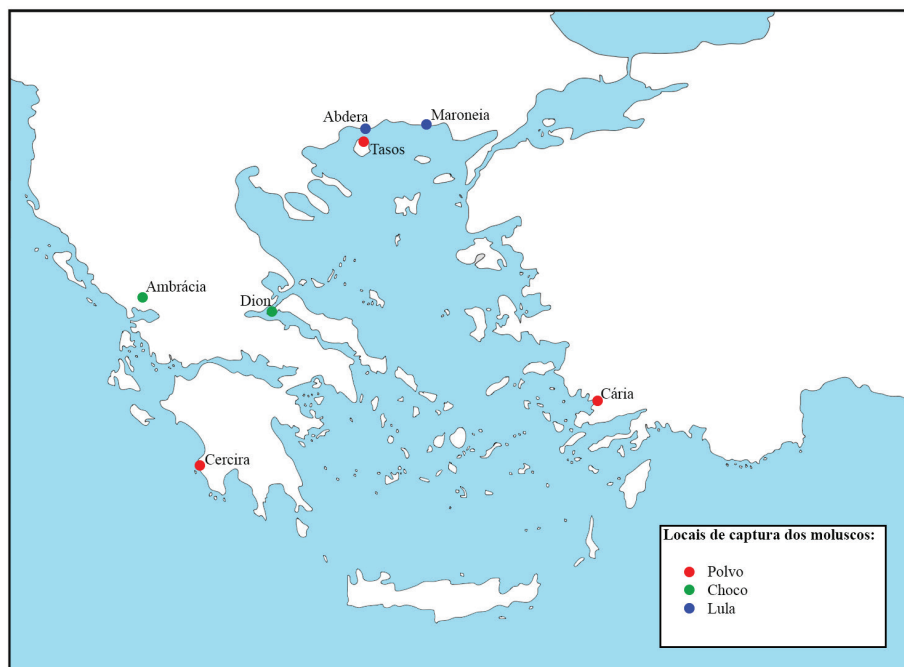 Abdera
Maroneia
Tasos
Ambrácia
Dion
Cária
Cercira
Locais de captura dos moluscos:
Polvo
Choco
Lula